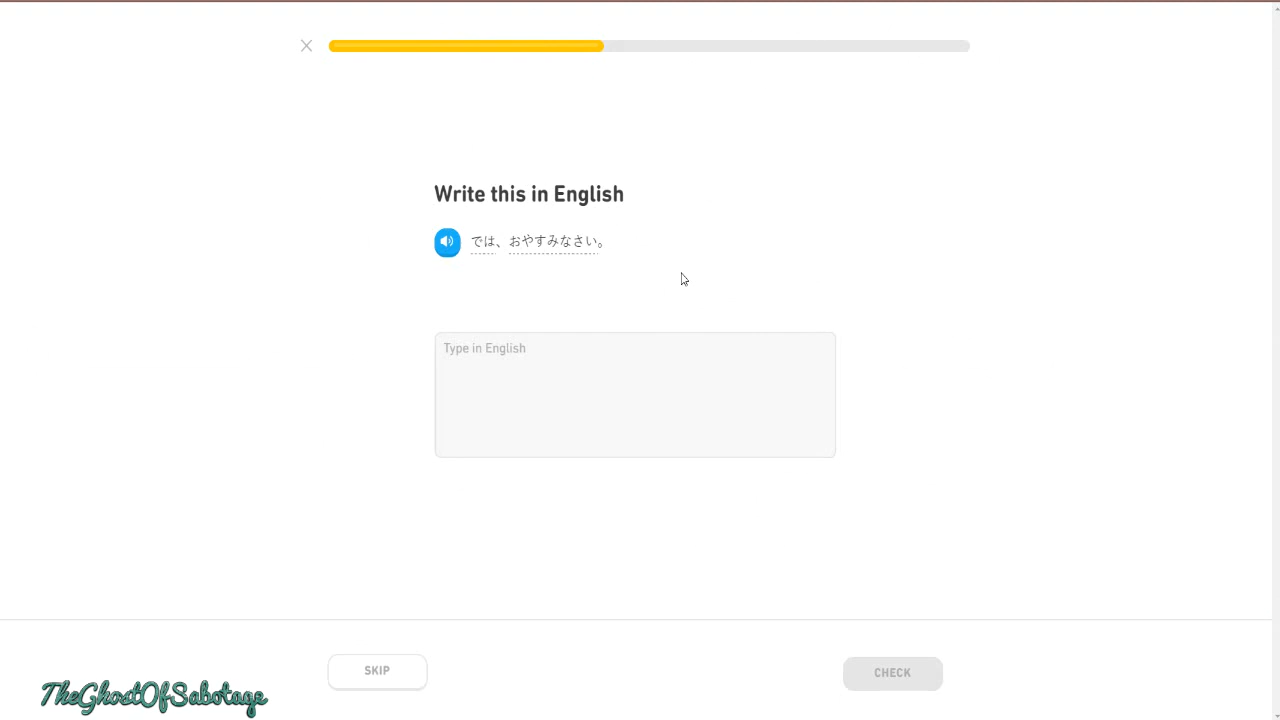 Write this in English
では、おやすみなさい。
Type in English
SKIP
CHECK
TheGhostOfSabotage